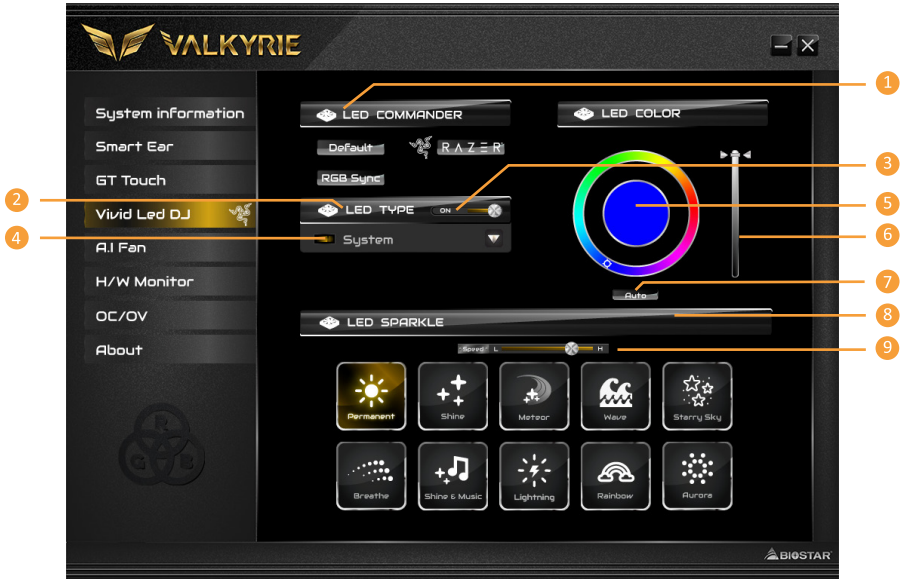 VALKYRIE
1
System information
LED COMMANDER
LED COLOR
Smart Ear
Default
RAZER
3
GT Touch
RGB Sync
2
Vivid Led DJ
LED TYPE
ON
5
4
A.I Fan
System
6
H/W Monitor
7
Auto
OC/OV
LED SPARKLE
8
About
Speed
L
H
9
Permanent
Shine
Meteor
Wave
Starry Sky
R
G
B
Breathe
Shine & Music
Lightning
Rainbow
Aurora
BIOSTAR